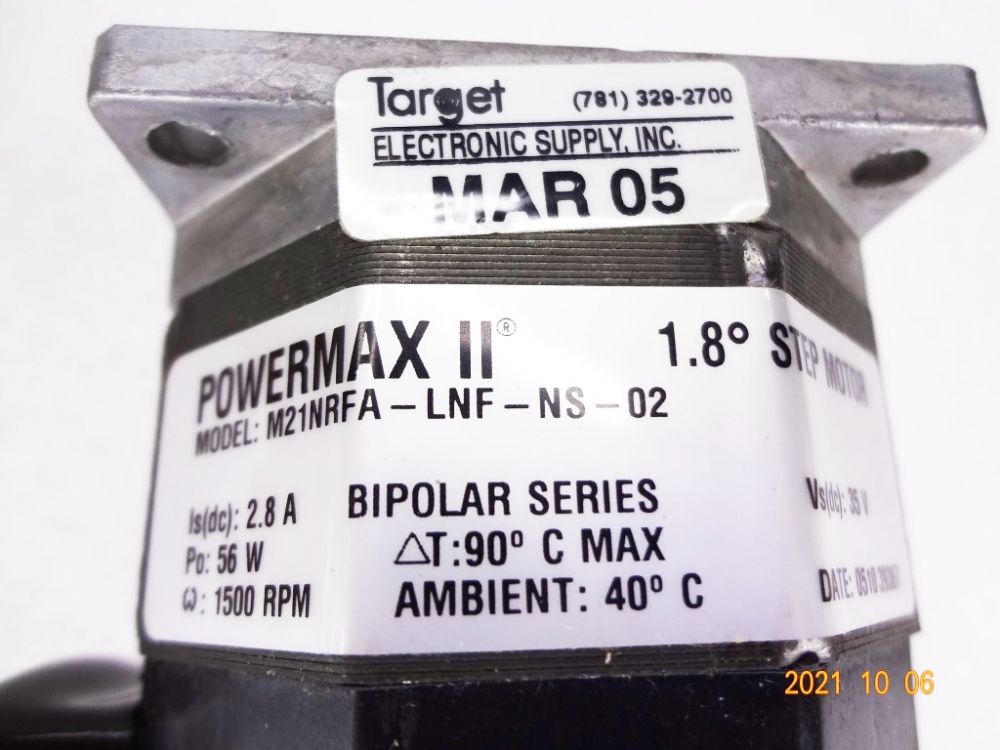 Target (781) 329-2700
ELECTRONIC SUPPLY, INC.
MAR 05
POWERMAX II® 1.8° STEP MOTOR
MODEL: M21NRFA-LNF-NS-02
Is(dc): 2.8 A BIPOLAR SERIES Vs(dc): 35 V
Po: 56 W △T:90° C MAX
ω: 1500 RPM AMBIENT: 40° C DATE: 0510
2021 10 06